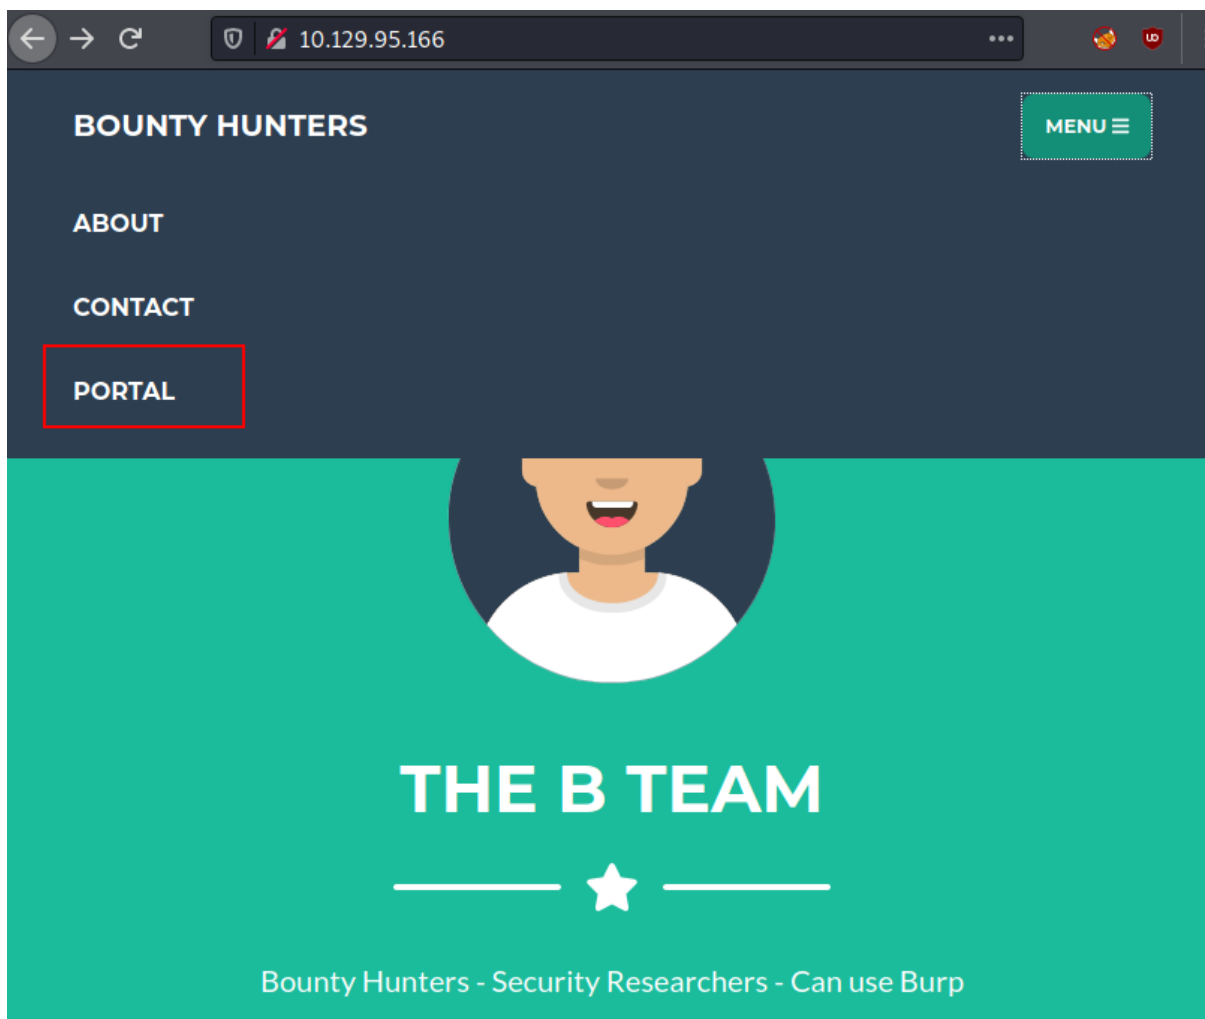 10.129.95.166
BOUNTY HUNTERS
MENU
ABOUT
CONTACT
PORTAL
THE B TEAM
Bounty Hunters - Security Researchers - Can use Burp